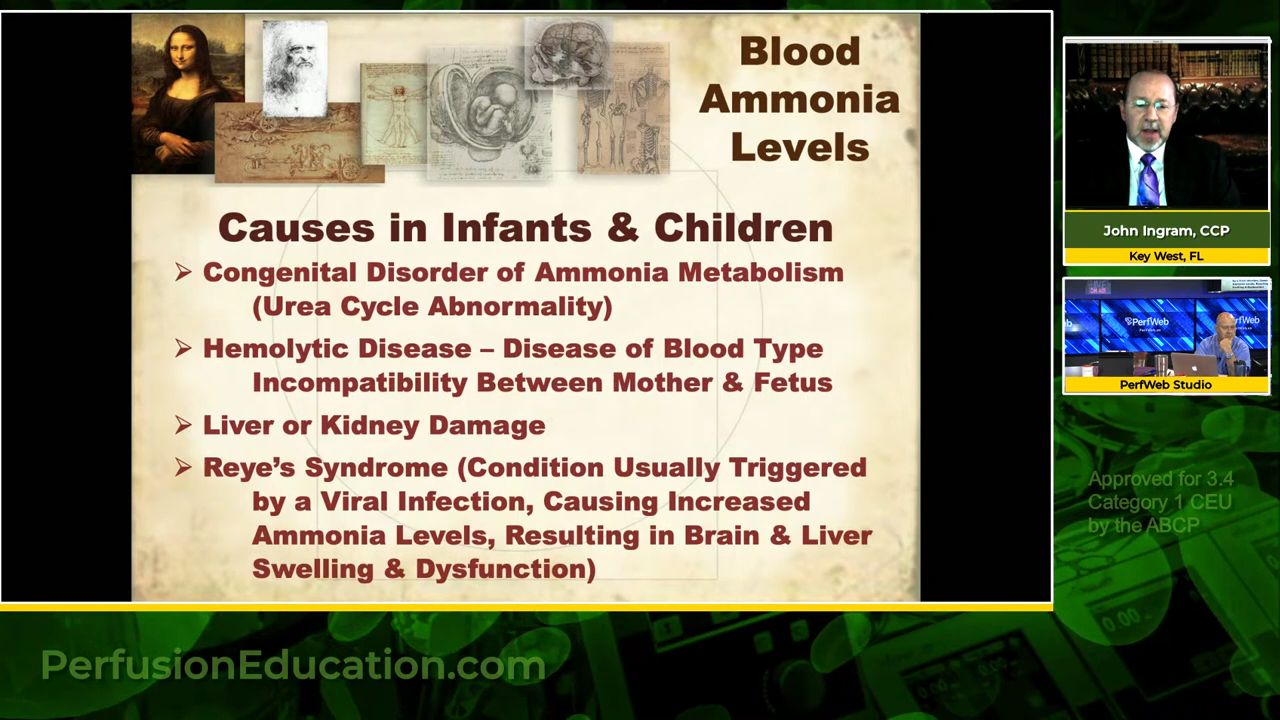 Blood
Ammonia
Levels
Causes in Infants & Children
➢ Congenital Disorder of Ammonia Metabolism
(Urea Cycle Abnormality)
➢ Hemolytic Disease – Disease of Blood Type
Incompatibility Between Mother & Fetus
➢ Liver or Kidney Damage
➢ Reye’s Syndrome (Condition Usually Triggered
by a Viral Infection, Causing Increased
Ammonia Levels, Resulting in Brain & Liver
Swelling & Dysfunction)
John Ingram, CCP
Key West, FL
PerfWeb
PerfWeb Studio
Approved for 3.4
Category 1 CEU
by the ABCP
PerfusionEducation.com